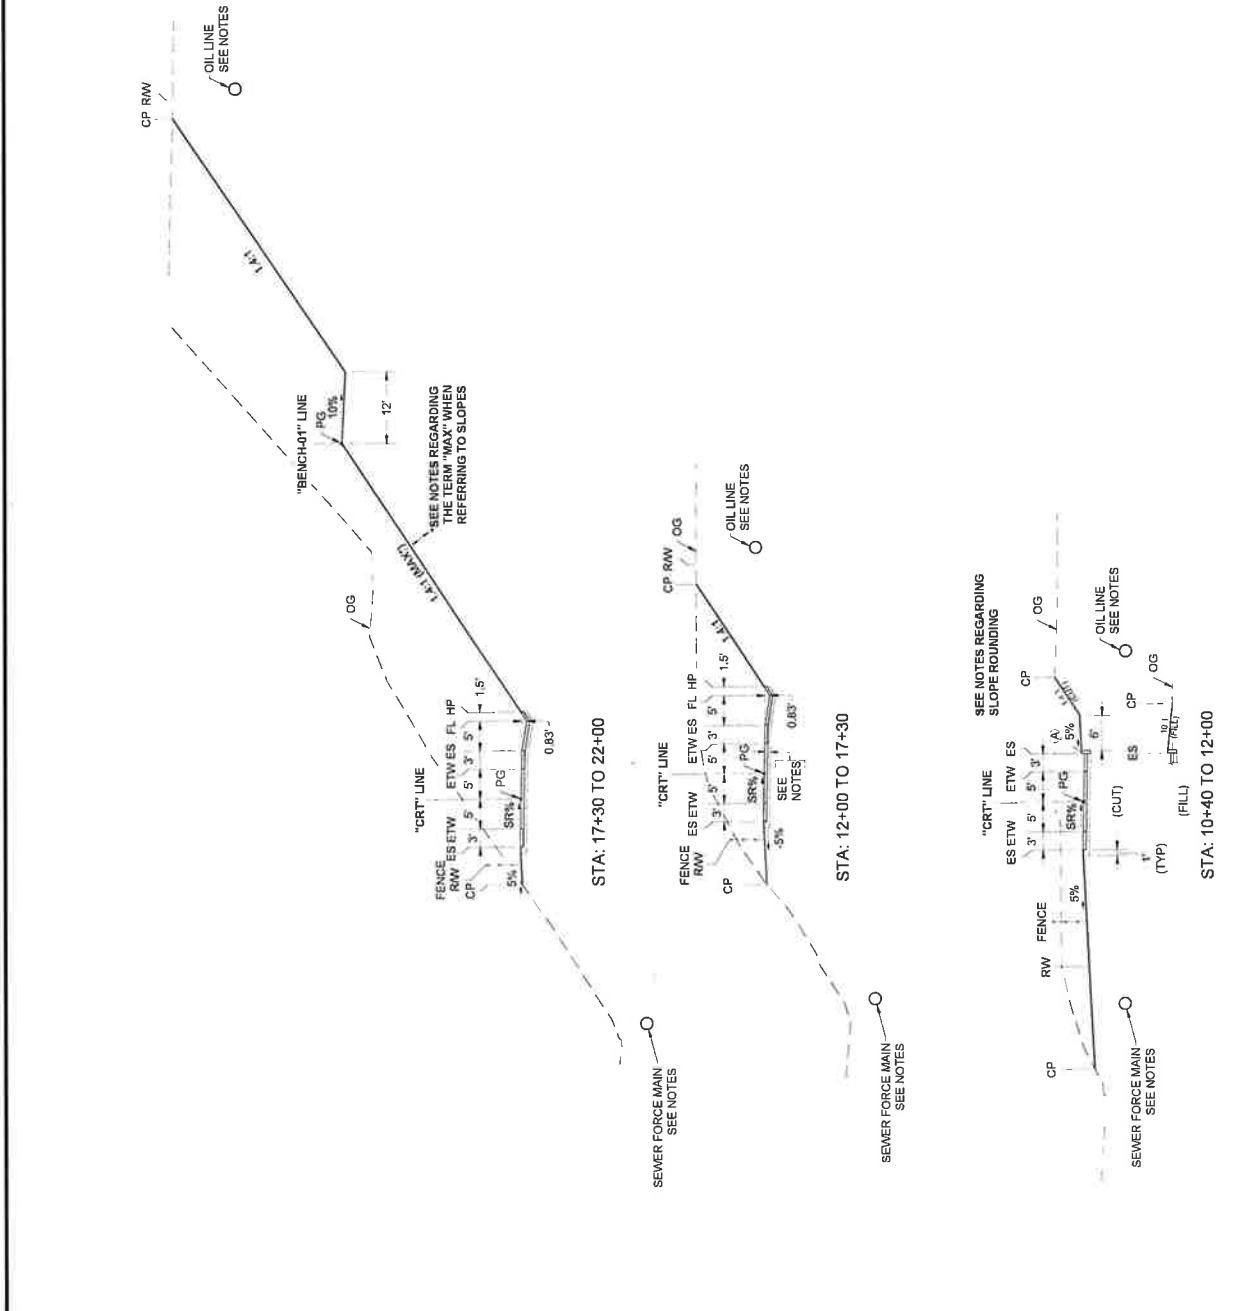 OIL LINE
SEE NOTES
CP R/W
1.4:1
"BENCH-01" LINE
PG
10%
12'
*SEE NOTES REGARDING
THE TERM "MAX" WHEN
REFERRING TO SLOPES
1.4:1 (MAX*)
OG
"CRT" LINE
FENCE
R/W
CP
ES ETW
ETW ES FL HP
3'
5'
5'
3'
5'
1.5'
PG
SR%
5%
0.83'
STA: 17+30 TO 22+00
SEWER FORCE MAIN
SEE NOTES
CP R/W
OG
OIL LINE
SEE NOTES
1.4:1
"CRT" LINE
FENCE
R/W
CP
ES ETW
ETW ES FL HP
3'
5'
5'
3'
5'
1.5'
PG
SR%
-5%
SEE
NOTES
0.83'
STA: 12+00 TO 17+30
SEWER FORCE MAIN
SEE NOTES
SEE NOTES REGARDING
SLOPE ROUNDING
OG
CP
OIL LINE
SEE NOTES
1.4:1
(CUT)
"CRT" LINE
ES ETW
ETW ES
3'
5'
5'
3'
(A)
5%
6'
PG
SR%
(CUT)
R/W FENCE
5%
1'
(TYP)
CP
ES
CP
OG
10
(FILL)
(FILL)
STA: 10+40 TO 12+00
SEWER FORCE MAIN
SEE NOTES